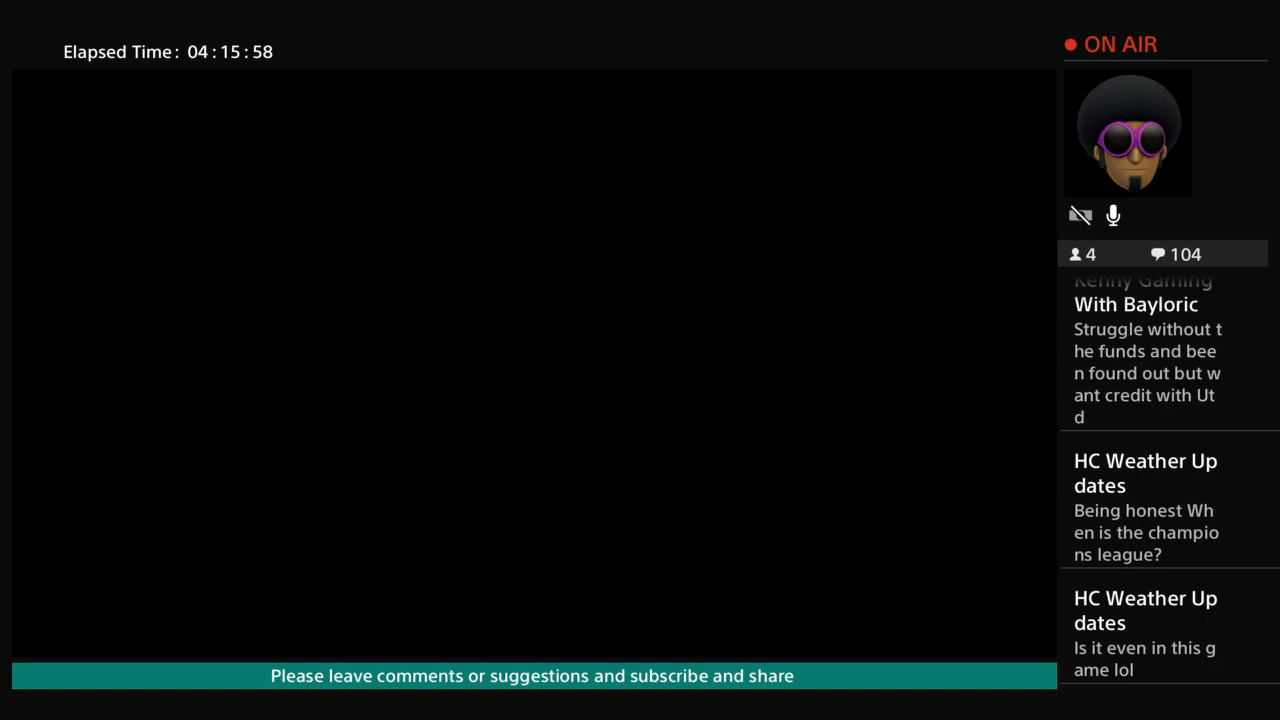 Elapsed Time: 04:15:58
ON AIR
4 104
Kenny Gaming
With Bayloric
Struggle without t
he funds and bee
n found out but w
ant credit with Ut
d
HC Weather Up
dates
Being honest Wh
en is the champio
ns league?
HC Weather Up
dates
Is it even in this g
ame lol
Please leave comments or suggestions and subscribe and share